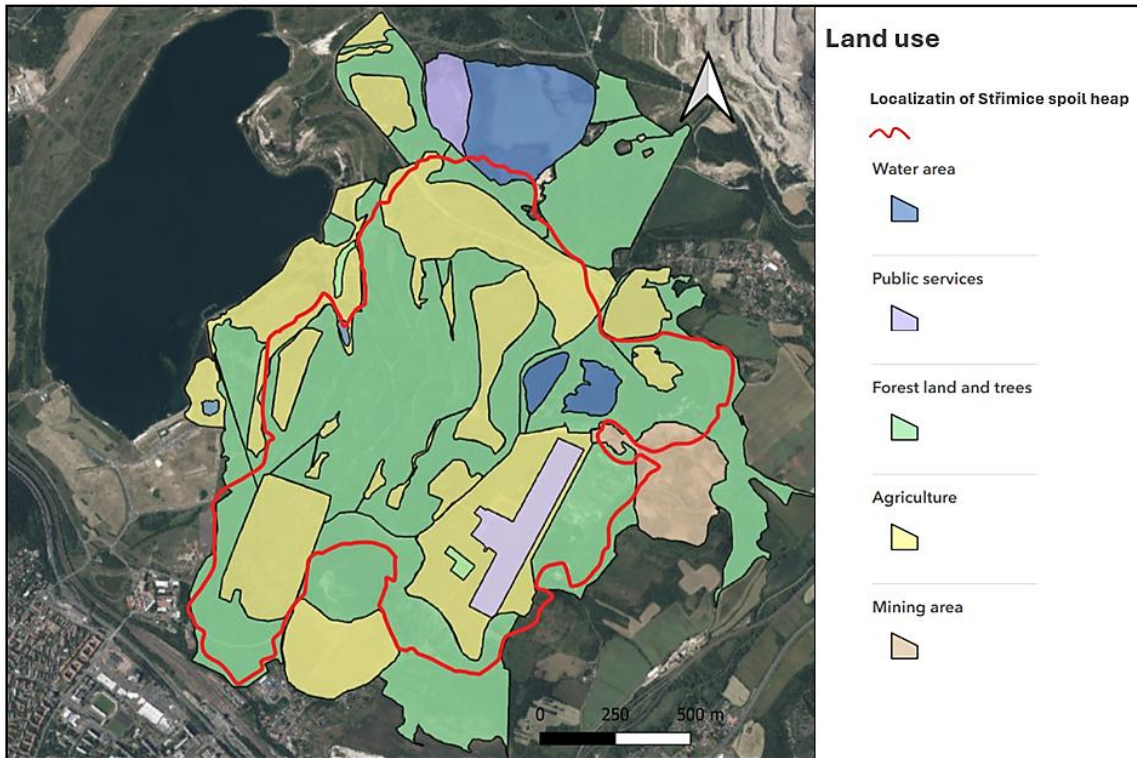 Land use
Localizatin of Střimice spoil heap
Water area
Public services
Forest land and trees
Agriculture
Mining area
0 250 500 m